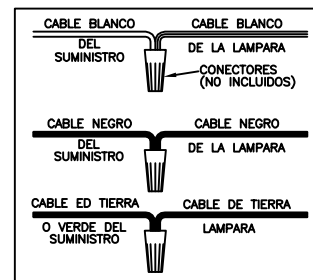 CABLE BLANCO
DEL
SUMINISTRO
CABLE BLANCO
DE LA LAMPARA
CONECTORES
(NO INCLUIDOS)
CABLE NEGRO
DEL
SUMINISTRO
CABLE NEGRO
DE LA LAMPARA
CABLE ED TIERRA
O VERDE DEL
SUMINISTRO
CABLE DE TIERRA
LAMPARA